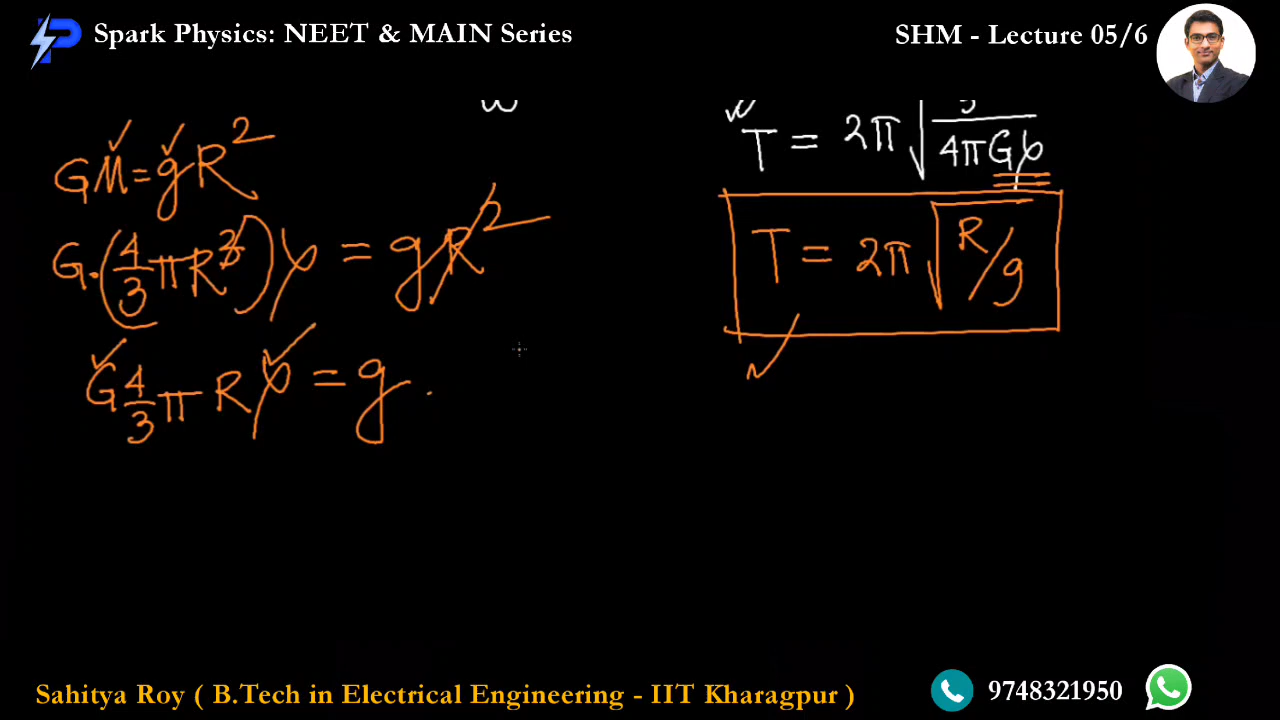 Spark Physics: NEET & MAIN Series
SHM - Lecture 05/6
GM = gR²
G.(4/3 πR³)ρ = gR²
G 4/3 π R ρ = g .
T = 2π √(3/4πGρ)
T = 2π √(R/g)
Sahitya Roy ( B.Tech in Electrical Engineering - IIT Kharagpur )
9748321950